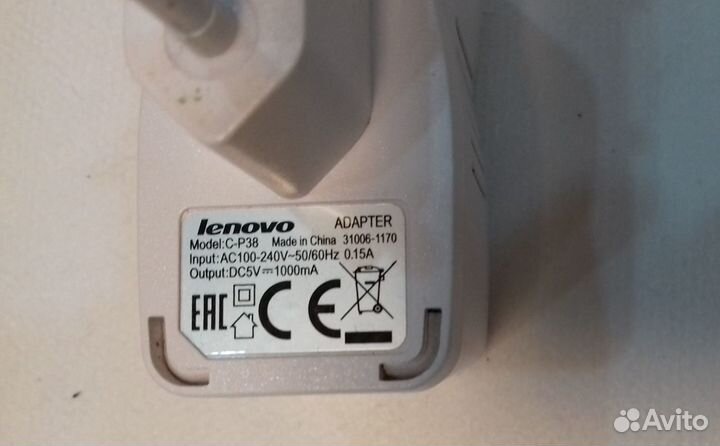 lenovo ADAPTER
Model:C-P38 Made in China 31006-1170
Input:AC100-240V~50/60Hz 0.15A
Output:DC5V⎓1000mA
EAC CE
Avito